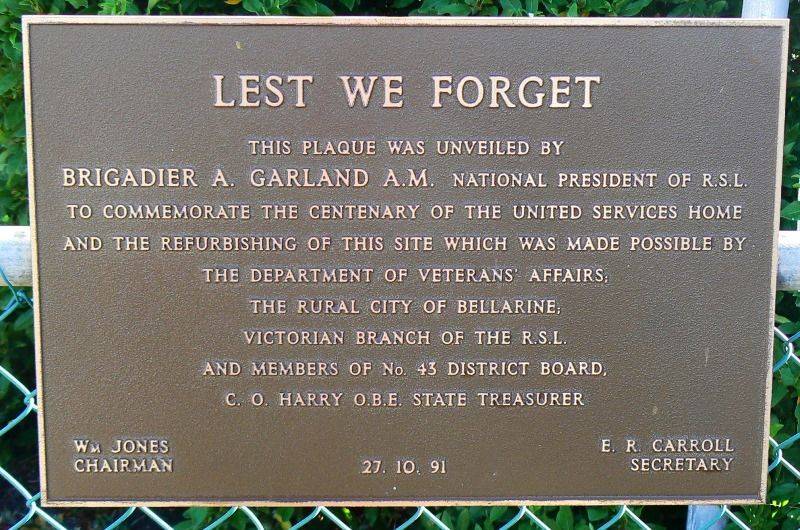 LEST WE FORGET
THIS PLAQUE WAS UNVEILED BY
BRIGADIER A. GARLAND A.M. NATIONAL PRESIDENT OF R.S.L.
TO COMMEMORATE THE CENTENARY OF THE UNITED SERVICES HOME
AND THE REFURBISHING OF THIS SITE WHICH WAS MADE POSSIBLE BY
THE DEPARTMENT OF VETERANS' AFFAIRS;
THE RURAL CITY OF BELLARINE;
VICTORIAN BRANCH OF THE R.S.L.
AND MEMBERS OF No. 43 DISTRICT BOARD,
C. O. HARRY O.B.E. STATE TREASURER
WM JONES
CHAIRMAN
27. 10. 91
E. R. CARROLL
SECRETARY